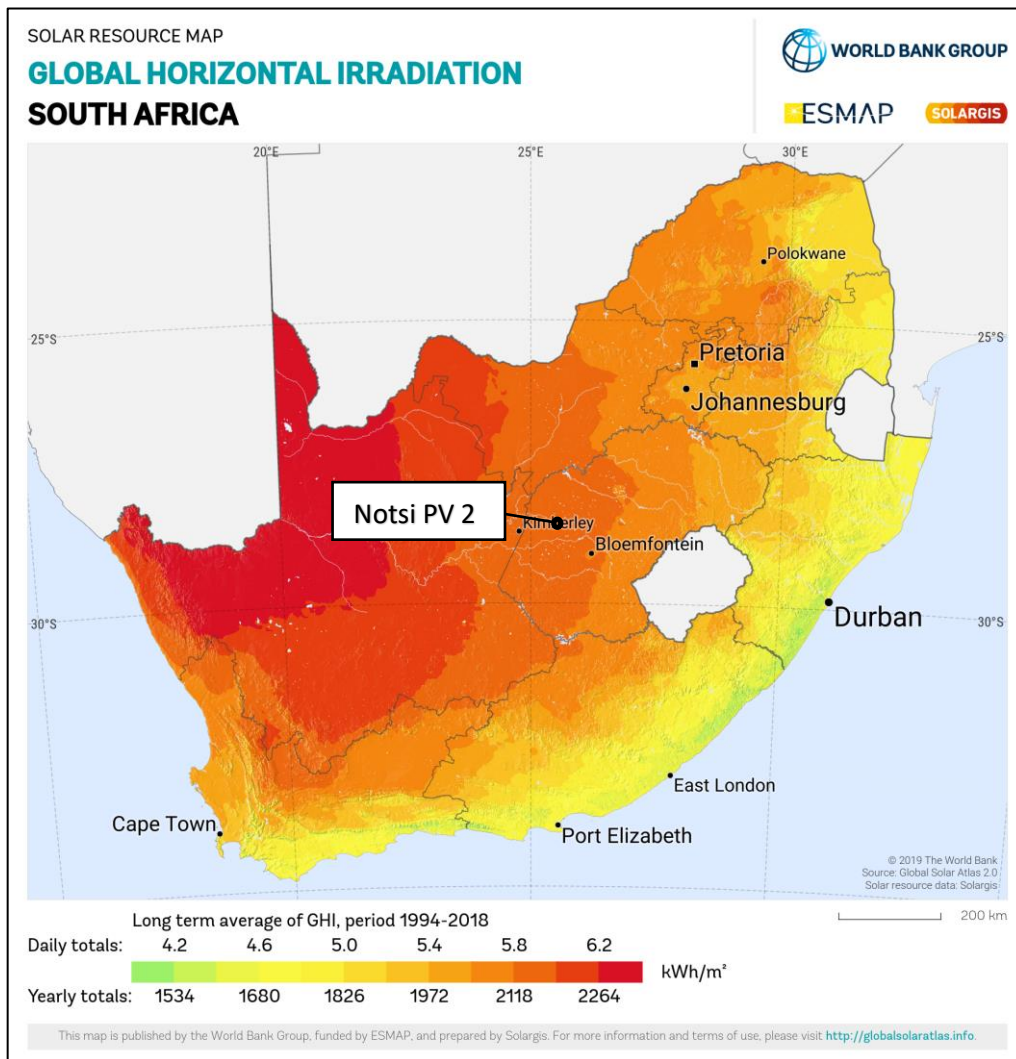 SOLAR RESOURCE MAP
GLOBAL HORIZONTAL IRRADIATION
SOUTH AFRICA
WORLD BANK GROUP
ESMAP
SOLARGIS
20°E
25°E
30°E
Polokwane
25°S
25°S
Pretoria
Johannesburg
Notsi PV 2
Kimberley
Bloemfontein
Durban
30°S
30°S
East London
Cape Town
Port Elizabeth
© 2019 The World Bank
Source: Global Solar Atlas 2.0
Solar resource data: Solargis
200 km
Long term average of GHI, period 1994-2018
Daily totals: 4.2 4.6 5.0 5.4 5.8 6.2
kWh/m²
Yearly totals: 1534 1680 1826 1972 2118 2264
This map is published by the World Bank Group, funded by ESMAP, and prepared by Solargis. For more information and terms of use, please visit http://globalsolaratlas.info.